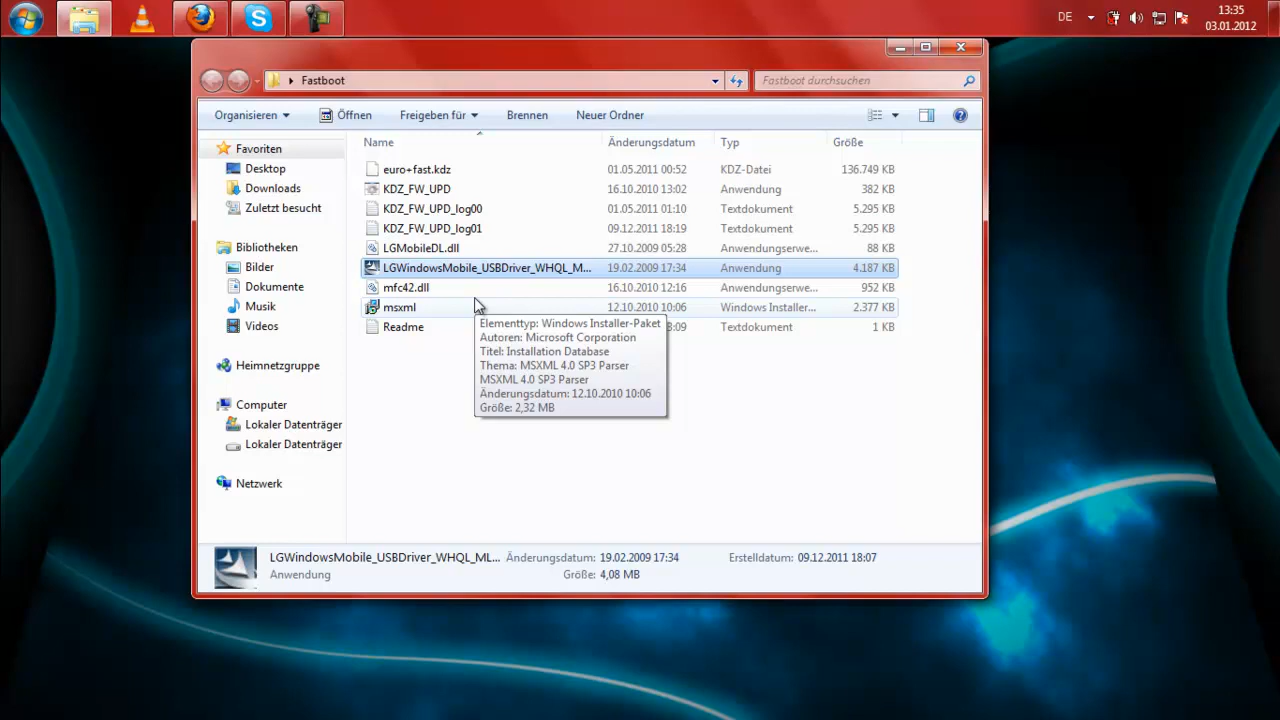 DE
13:35
03.01.2012
Fastboot
Fastboot durchsuchen
Organisieren
Öffnen
Freigeben für
Brennen
Neuer Ordner
Name
Änderungsdatum
Typ
Größe
Favoriten
Desktop
Downloads
Zuletzt besucht
Bibliotheken
Bilder
Dokumente
Musik
Videos
Heimnetzgruppe
Computer
Lokaler Datenträger
Lokaler Datenträger
Netzwerk
euro+fast.kdz 01.05.2011 00:52 KDZ-Datei 136.749 KB
KDZ_FW_UPD 16.10.2010 13:02 Anwendung 382 KB
KDZ_FW_UPD_log00 01.05.2011 01:10 Textdokument 5.295 KB
KDZ_FW_UPD_log01 09.12.2011 18:19 Textdokument 5.295 KB
LGMobileDL.dll 27.10.2009 05:28 Anwendungserwe... 88 KB
LGWindowsMobile_USBDriver_WHQL_M... 19.02.2009 17:34 Anwendung 4.187 KB
mfc42.dll 16.10.2010 12:16 Anwendungserwe... 952 KB
msxml 12.10.2010 10:06 Windows Installer... 2.377 KB
Readme 3:09 Textdokument 1 KB
Elementtyp: Windows Installer-Paket
Autoren: Microsoft Corporation
Titel: Installation Database
Thema: MSXML 4.0 SP3 Parser
MSXML 4.0 SP3 Parser
Änderungsdatum: 12.10.2010 10:06
Größe: 2,32 MB
LGWindowsMobile_USBDriver_WHQL_ML... Änderungsdatum: 19.02.2009 17:34 Erstelldatum: 09.12.2011 18:07
Anwendung Größe: 4,08 MB